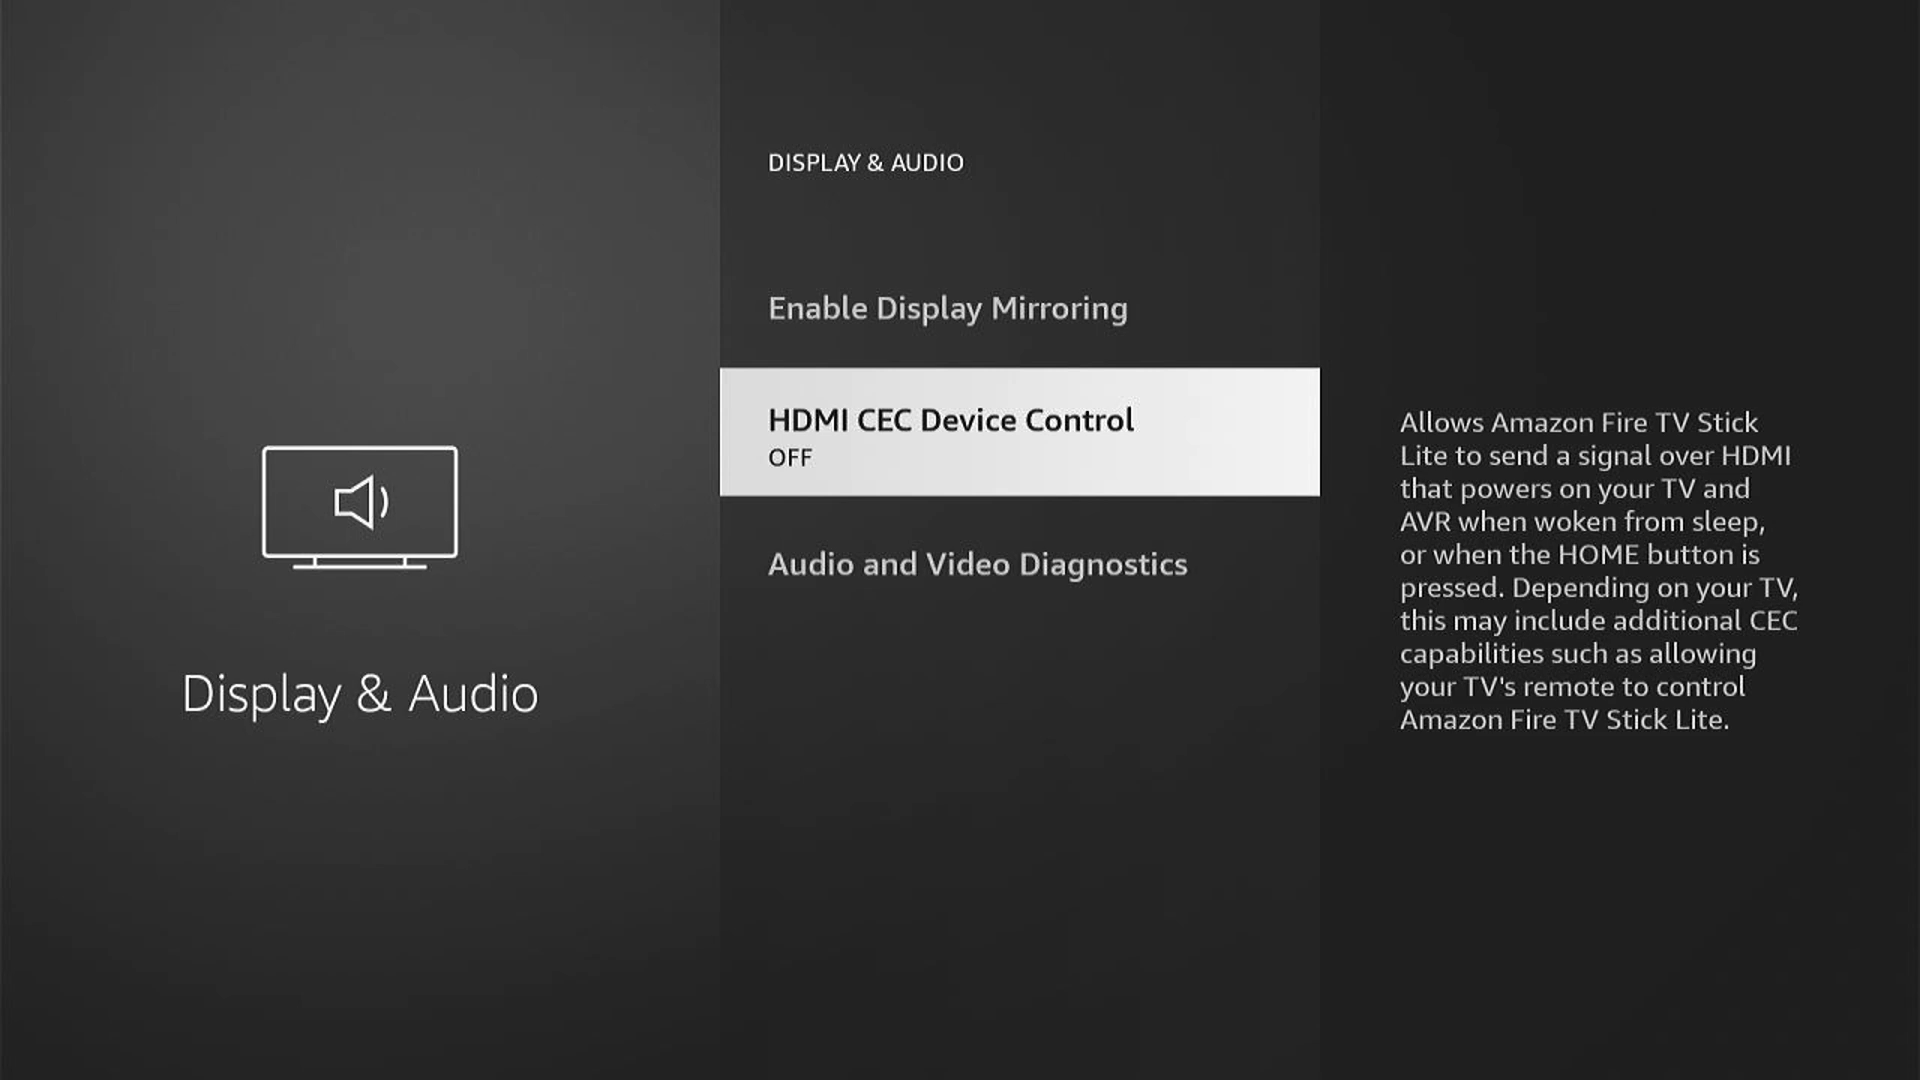 DISPLAY & AUDIO
Enable Display Mirroring
HDMI CEC Device Control
OFF
Audio and Video Diagnostics
Display & Audio
Allows Amazon Fire TV Stick
Lite to send a signal over HDMI
that powers on your TV and
AVR when woken from sleep,
or when the HOME button is
pressed. Depending on your TV,
this may include additional CEC
capabilities such as allowing
your TV's remote to control
Amazon Fire TV Stick Lite.